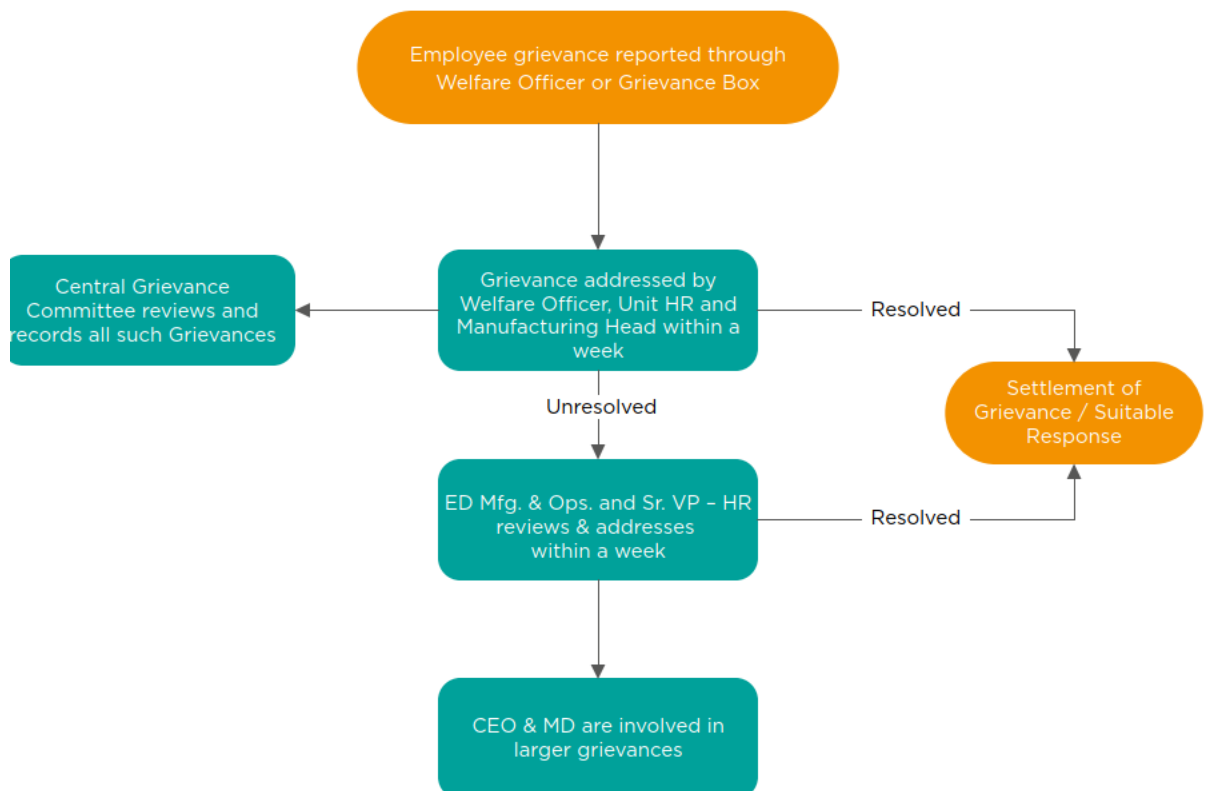 Employee grievance reported through
Welfare Officer or Grievance Box
Central Grievance
Committee reviews and
records all such Grievances
Grievance addressed by
Welfare Officer, Unit HR and
Manufacturing Head within a
week
Resolved
Settlement of
Grievance / Suitable
Response
Unresolved
ED Mfg. & Ops. and Sr. VP – HR
reviews & addresses
within a week
Resolved
CEO & MD are involved in
larger grievances